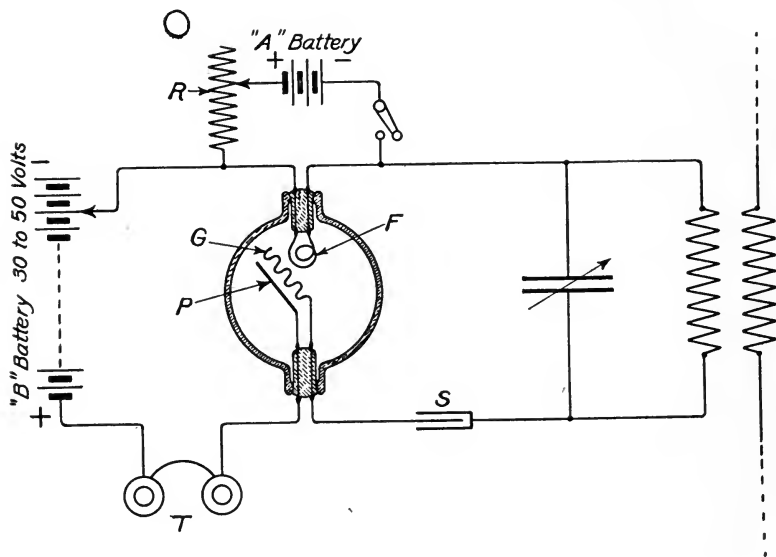 "A" Battery
+ −
R
− 
"B" Battery 30 to 50 Volts
+
G
F
P
S
T